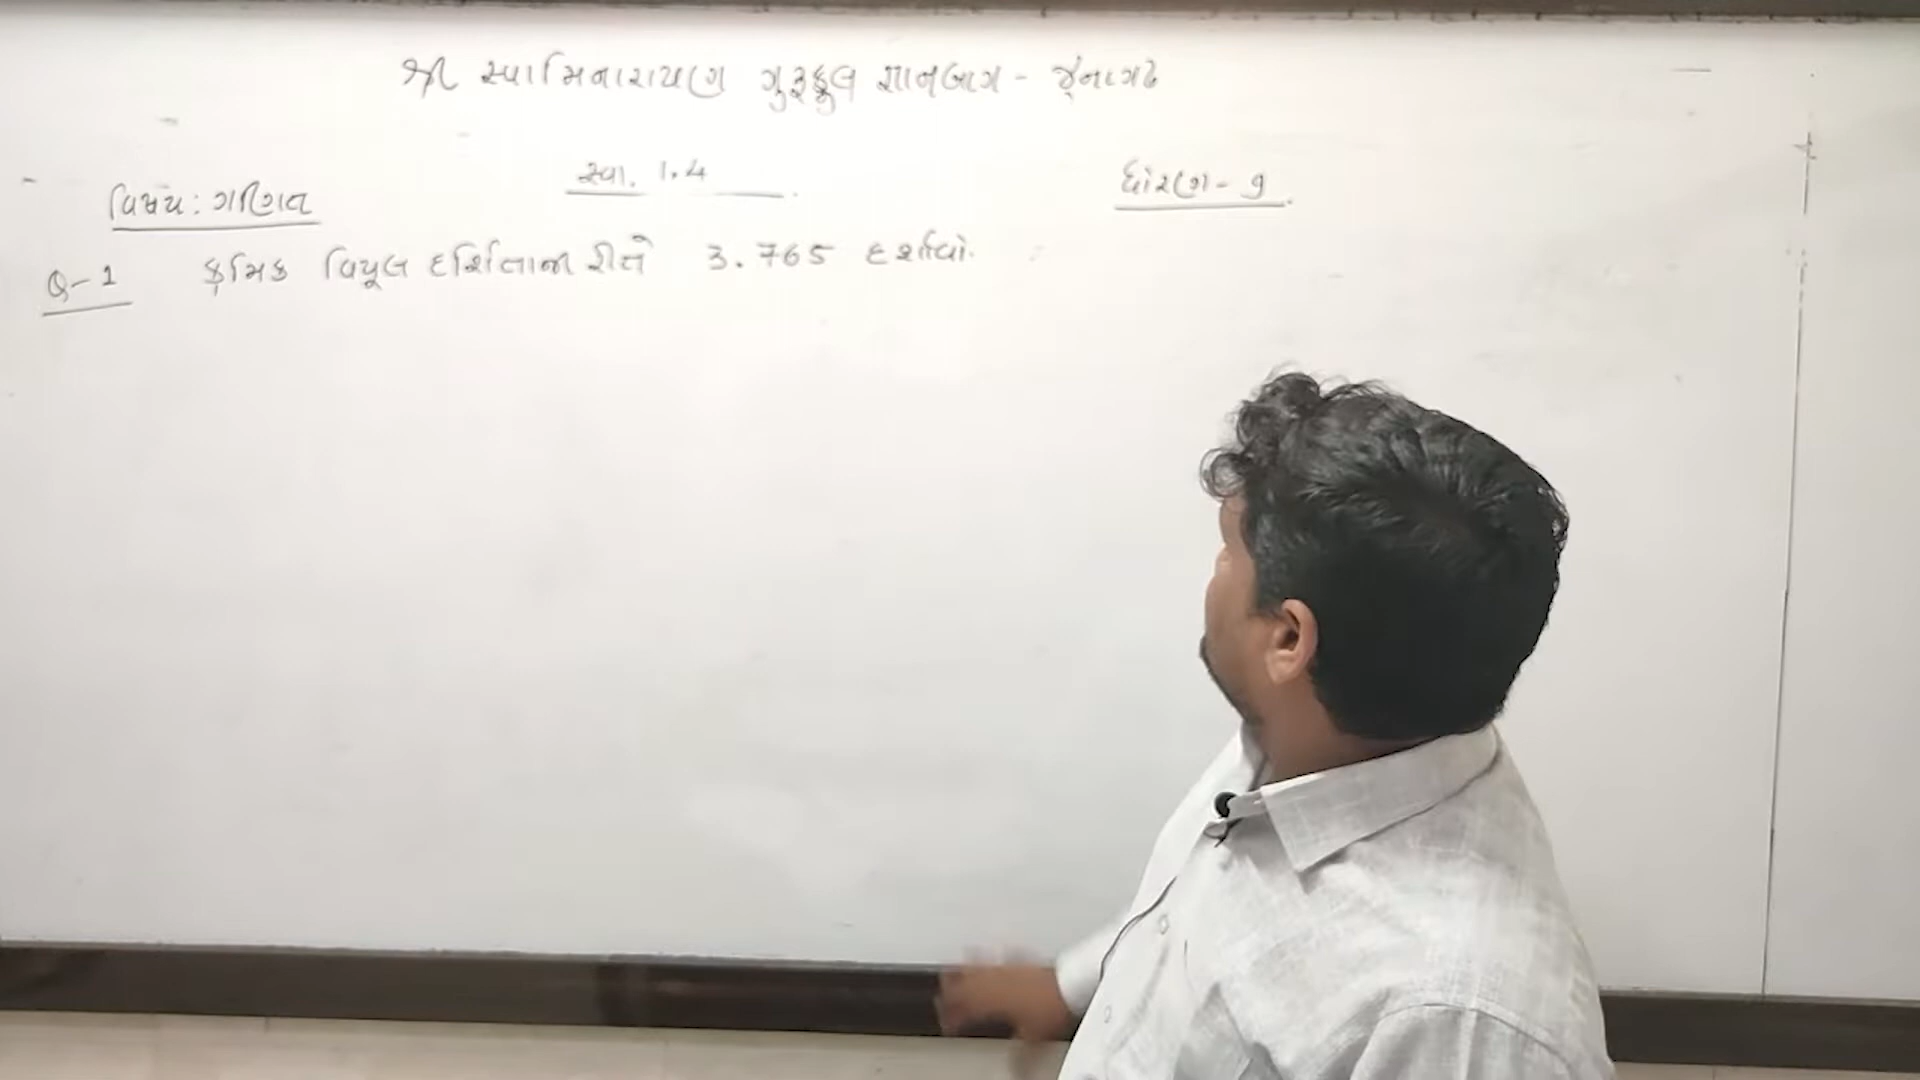 શ્રી સ્વામિનારાયણ ગુરૂકુલ જ્ઞાનબાગ - જૂનાગઢ
વિષય : ગણિત સ્વા. 1.4 ધોરણ - 9
Q-1 ક્રમિક વિપૂલ દર્શિતાની રીતે 3.765 દર્શાવો.